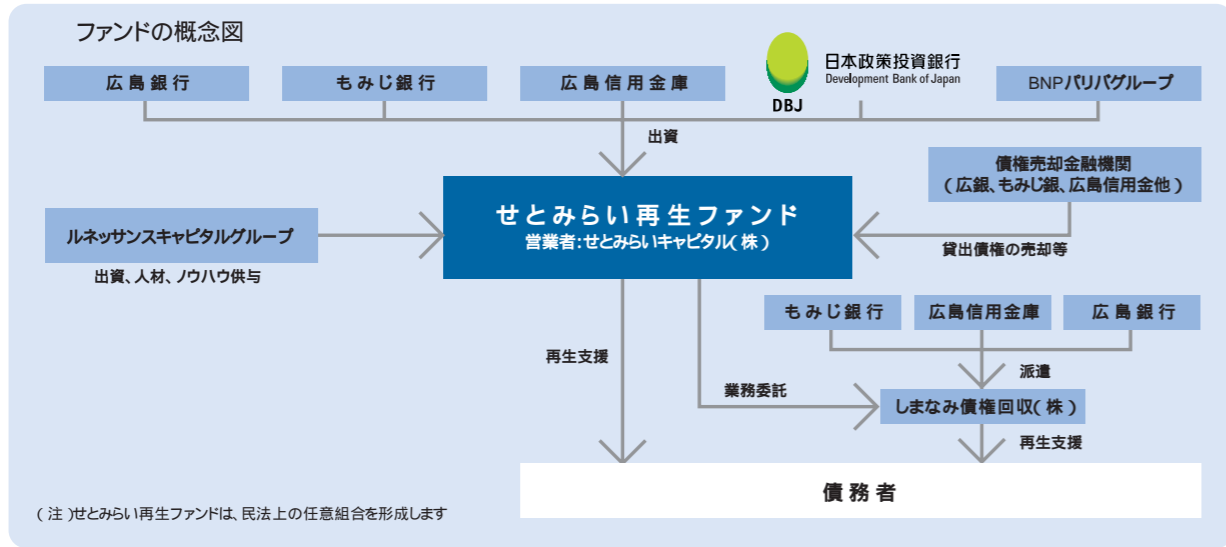 ファンドの概念図
広島銀行
もみじ銀行
広島信用金庫
DBJ
日本政策投資銀行
Development Bank of Japan
BNPパリバグループ
出資
債権売却金融機関
(広銀、もみじ銀、広島信用金他)
せとみらい再生ファンド
営業者:せとみらいキャピタル(株)
ルネッサンスキャピタルグループ
出資、人材、ノウハウ供与
貸出債権の売却等
もみじ銀行
広島信用金庫
広島銀行
再生支援
派遣
業務委託
しまなみ債権回収(株)
再生支援
債務者
(注)せとみらい再生ファンドは、民法上の任意組合を形成します